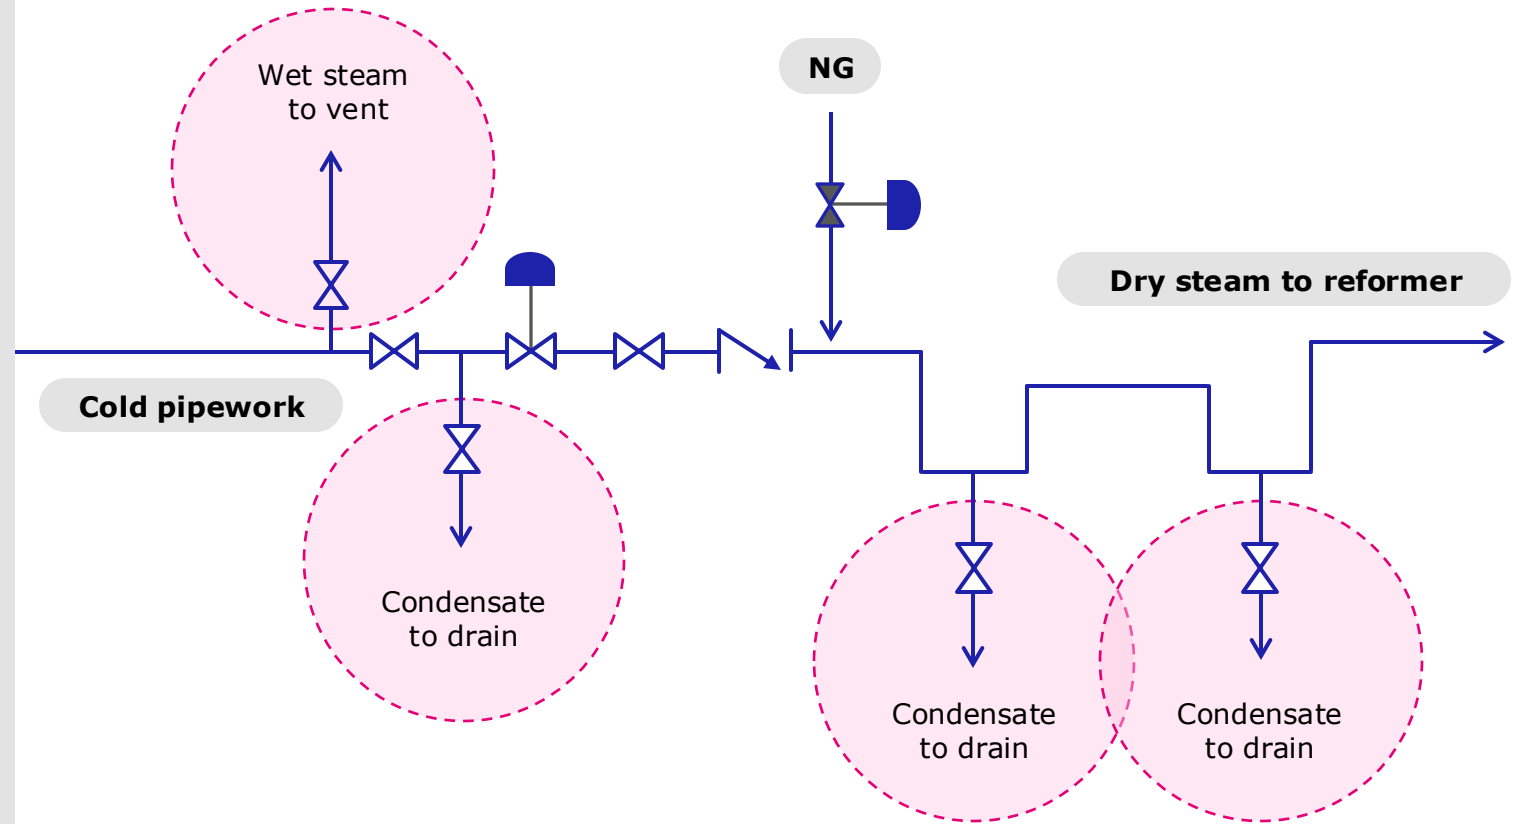 Wet steam
to vent
NG
Dry steam to reformer
Cold pipework
Condensate
to drain
Condensate
to drain
Condensate
to drain